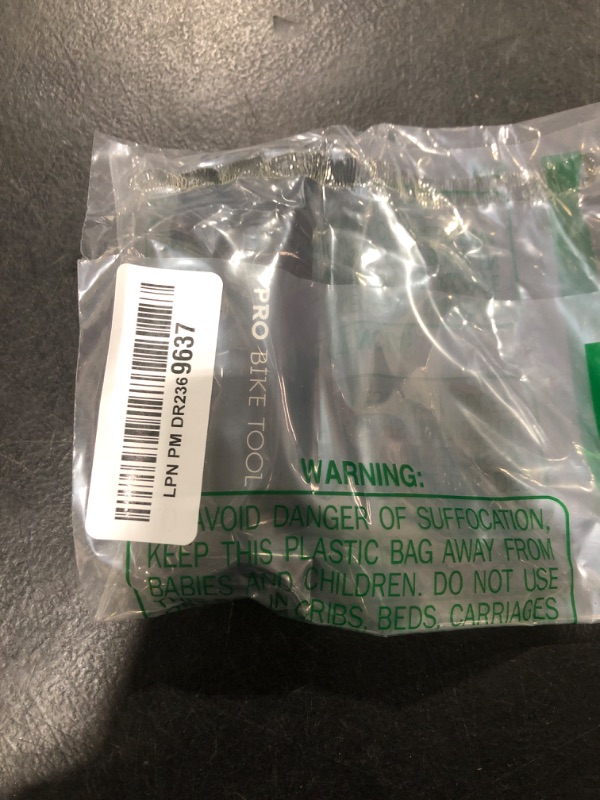 LPN PM DR2369637
PRO BIKE TOOL
WARNING:
AVOID DANGER OF SUFFOCATION,
KEEP THIS PLASTIC BAG AWAY FROM
BABIES AND CHILDREN. DO NOT USE
IN CRIBS, BEDS, CARRIAGES